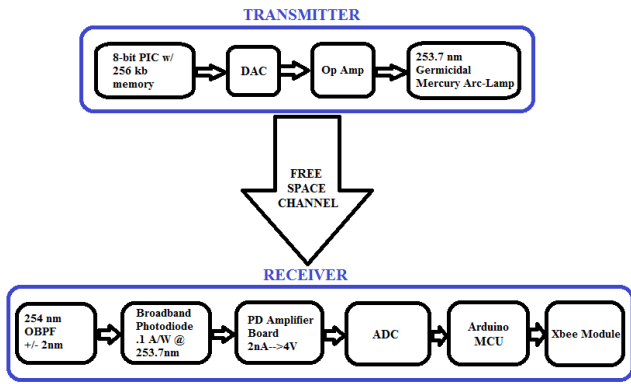 TRANSMITTER
8-bit PIC w/
256 kb
memory
DAC
Op Amp
253.7 nm
Germicidal
Mercury Arc-Lamp
FREE
SPACE
CHANNEL
RECEIVER
254 nm
OBPF
+/- 2nm
Broadband
Photodiode
.1 A/W @
253.7nm
PD Amplifier
Board
2nA-->4V
ADC
Arduino
MCU
Xbee Module